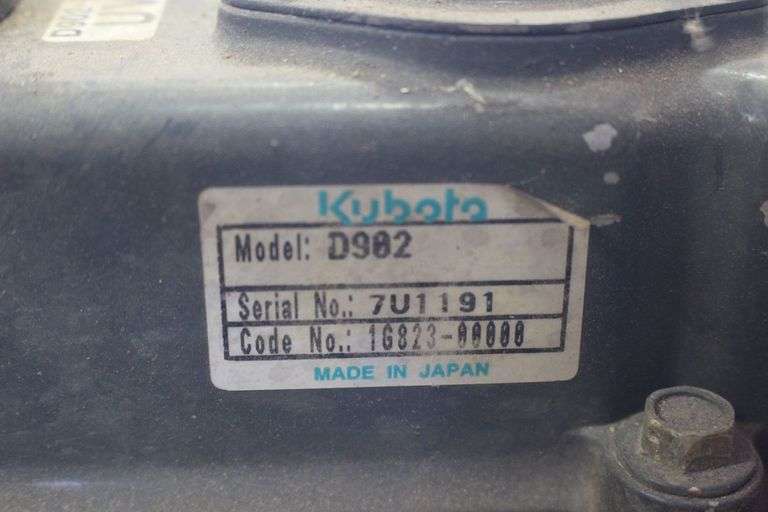 Kubota
Model: D902
Serial No.: 7U1191
Code No.: 1G823-00000
MADE IN JAPAN